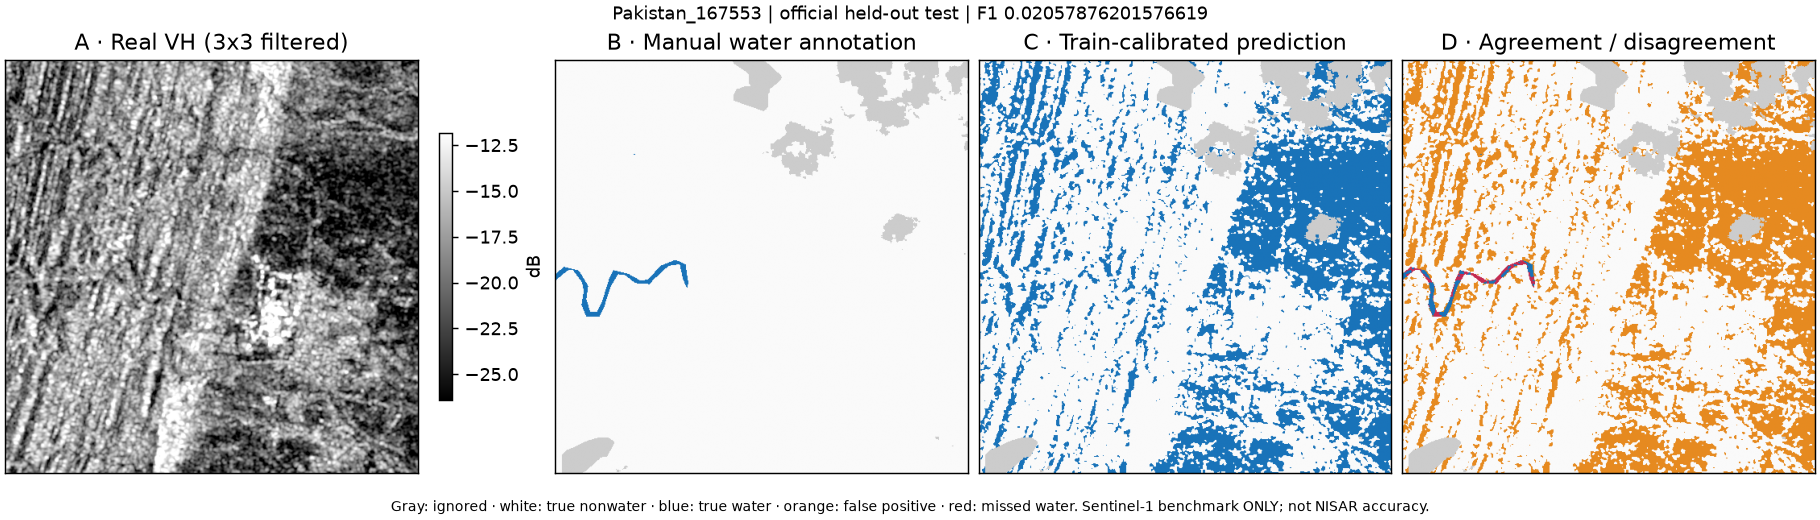 Pakistan_167553 | official held-out test | F1 0.02057876201576619
A · Real VH (3x3 filtered)
B · Manual water annotation
C · Train-calibrated prediction
D · Agreement / disagreement
−12.5
−15.0
−17.5
−20.0
−22.5
−25.0
dB
Gray: ignored · white: true nonwater · blue: true water · orange: false positive · red: missed water. Sentinel-1 benchmark ONLY; not NISAR accuracy.